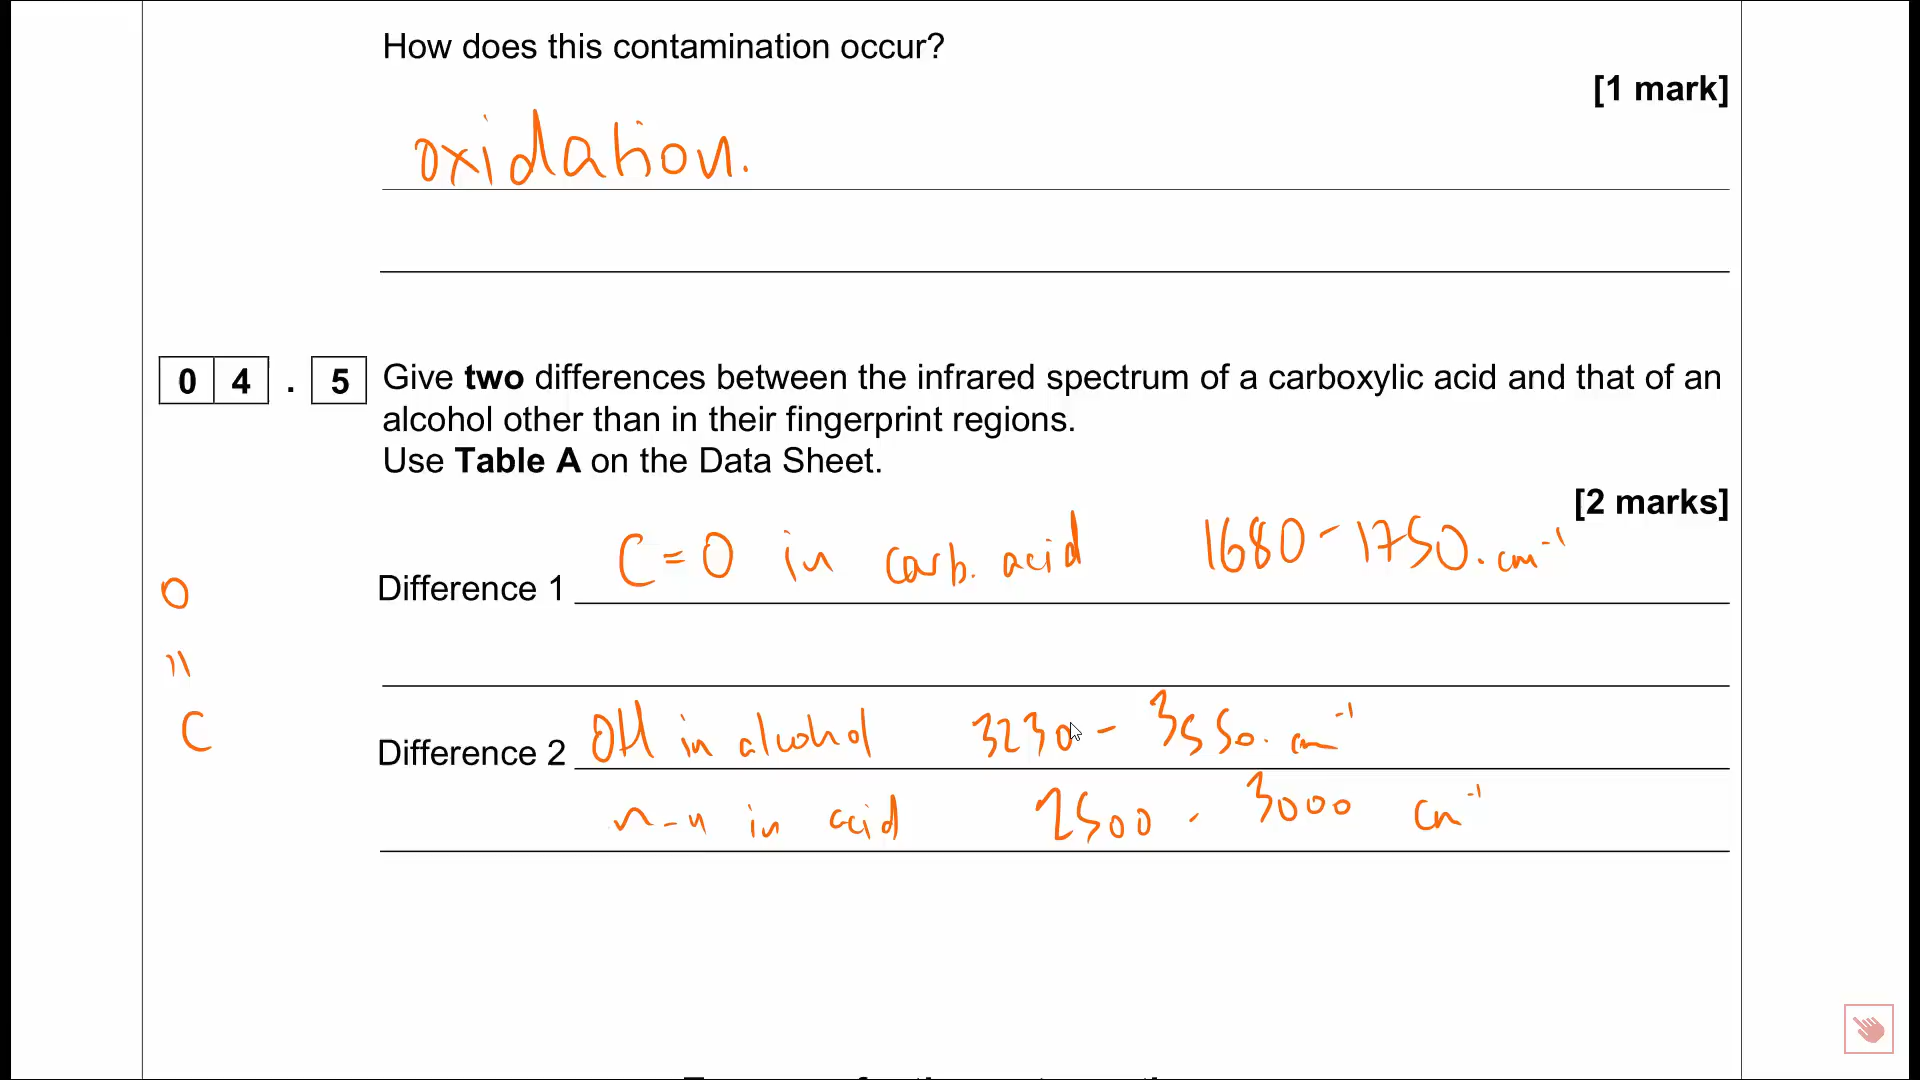 How does this contamination occur?
[1 mark]
oxidation.
04.5 Give two differences between the infrared spectrum of a carboxylic acid and that of an
alcohol other than in their fingerprint regions.
Use Table A on the Data Sheet.
[2 marks]
Difference 1 C=O in carb. acid 1680-1750.cm⁻¹
O
"
C
Difference 2 OH in alcohol 3230-3550.cm⁻¹
in acid 2500 - 3000 cm⁻¹